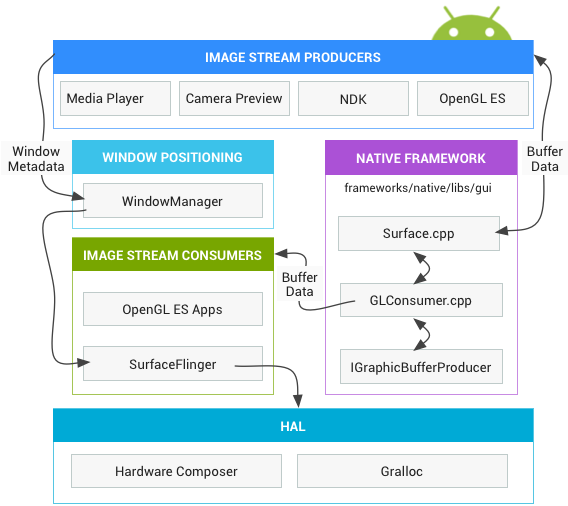 IMAGE STREAM PRODUCERS
Media Player
Camera Preview
NDK
OpenGL ES
Window
Metadata
Buffer
Data
WINDOW POSITIONING
WindowManager
NATIVE FRAMEWORK
frameworks/native/libs/gui
Surface.cpp
GLConsumer.cpp
IGraphicBufferProducer
IMAGE STREAM CONSUMERS
Buffer
Data
OpenGL ES Apps
SurfaceFlinger
HAL
Hardware Composer
Gralloc